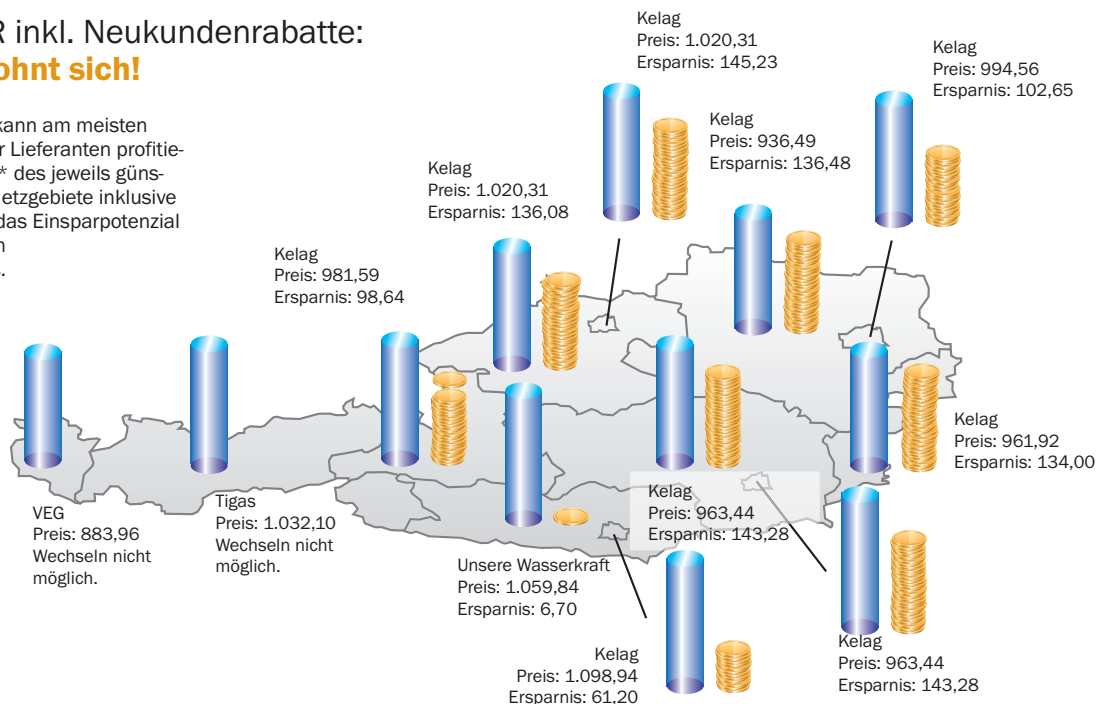 R inkl. Neukundenrabatte:
ohnt sich!
kann am meisten
r Lieferanten profitie-
* des jeweils güns-
etzgebiete inklusive
das Einsparpotenzial
n
Kelag
Preis: 1.020,31
Ersparnis: 145,23
Kelag
Preis: 994,56
Ersparnis: 102,65
Kelag
Preis: 936,49
Ersparnis: 136,48
Kelag
Preis: 1.020,31
Ersparnis: 136,08
Kelag
Preis: 981,59
Ersparnis: 98,64
VEG
Preis: 883,96
Wechseln nicht
möglich.
Tigas
Preis: 1.032,10
Wechseln nicht
möglich.
Unsere Wasserkraft
Preis: 1.059,84
Ersparnis: 6,70
Kelag
Preis: 963,44
Ersparnis: 143,28
Kelag
Preis: 961,92
Ersparnis: 134,00
Kelag
Preis: 1.098,94
Ersparnis: 61,20
Kelag
Preis: 963,44
Ersparnis: 143,28